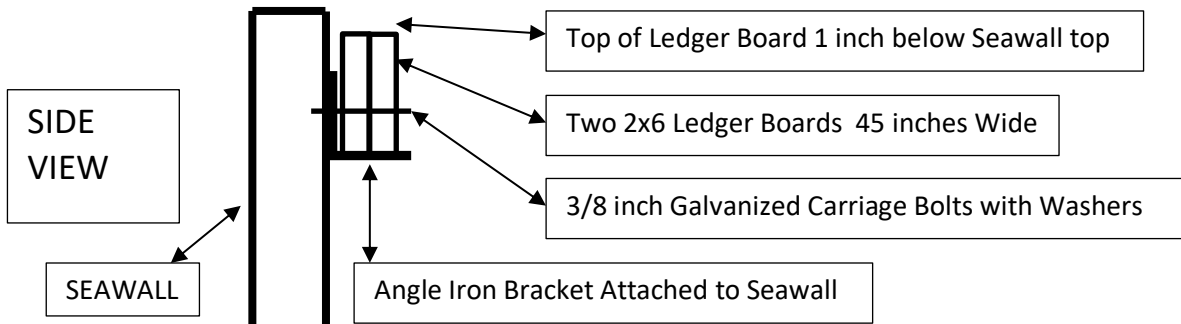 Top of Ledger Board 1 inch below Seawall top
SIDE
VIEW
Two 2x6 Ledger Boards  45 inches Wide
3/8 inch Galvanized Carriage Bolts with Washers
SEAWALL
Angle Iron Bracket Attached to Seawall